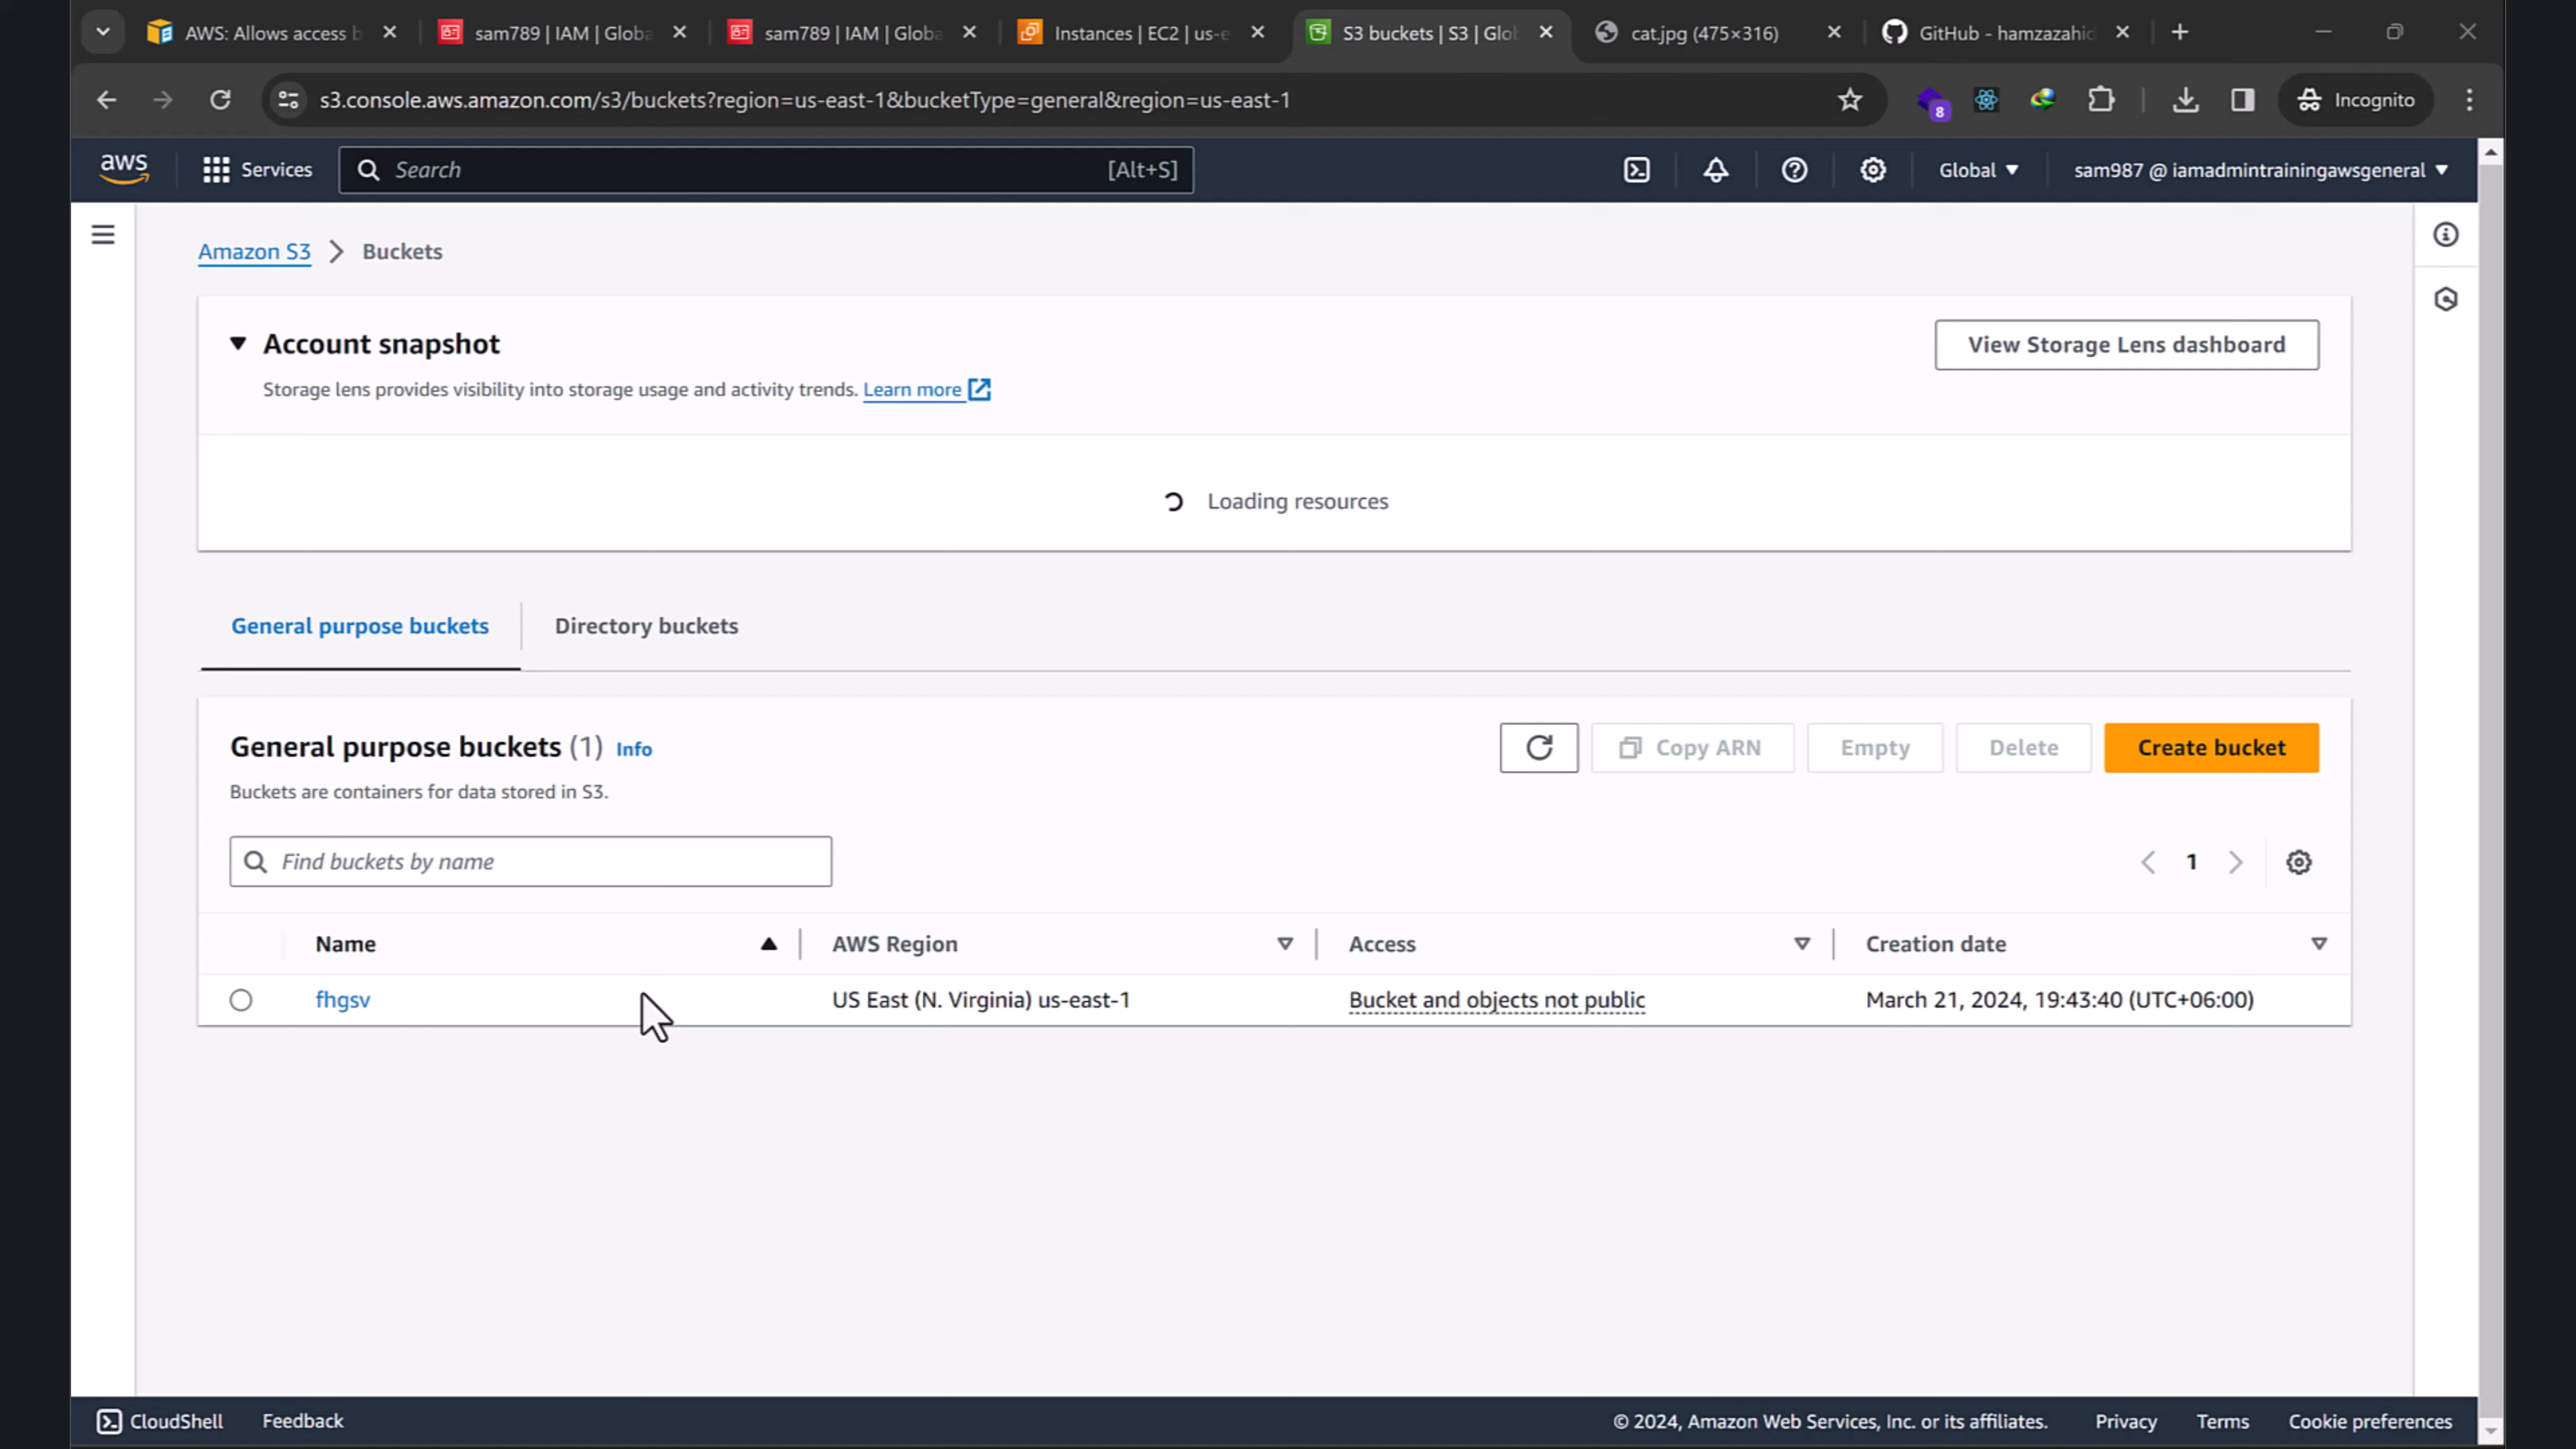 AWS: Allows access b
sam789 | IAM | Globa
sam789 | IAM | Globa
Instances | EC2 | us-e
S3 buckets | S3 | Glo
cat.jpg (475×316)
GitHub - hamzazahid
s3.console.aws.amazon.com/s3/buckets?region=us-east-1&bucketType=general&region=us-east-1
8
Incognito
aws
Services
Search
[Alt+S]
Global
sam987 @ iamadmintrainingawsgeneral
Amazon S3 > Buckets
Account snapshot
View Storage Lens dashboard
Storage lens provides visibility into storage usage and activity trends. Learn more
Loading resources
General purpose buckets
Directory buckets
General purpose buckets (1) Info
Copy ARN
Empty
Delete
Create bucket
Buckets are containers for data stored in S3.
Find buckets by name
1
Name
AWS Region
Access
Creation date
fhgsv
US East (N. Virginia) us-east-1
Bucket and objects not public
March 21, 2024, 19:43:40 (UTC+06:00)
CloudShell
Feedback
© 2024, Amazon Web Services, Inc. or its affiliates.
Privacy
Terms
Cookie preferences